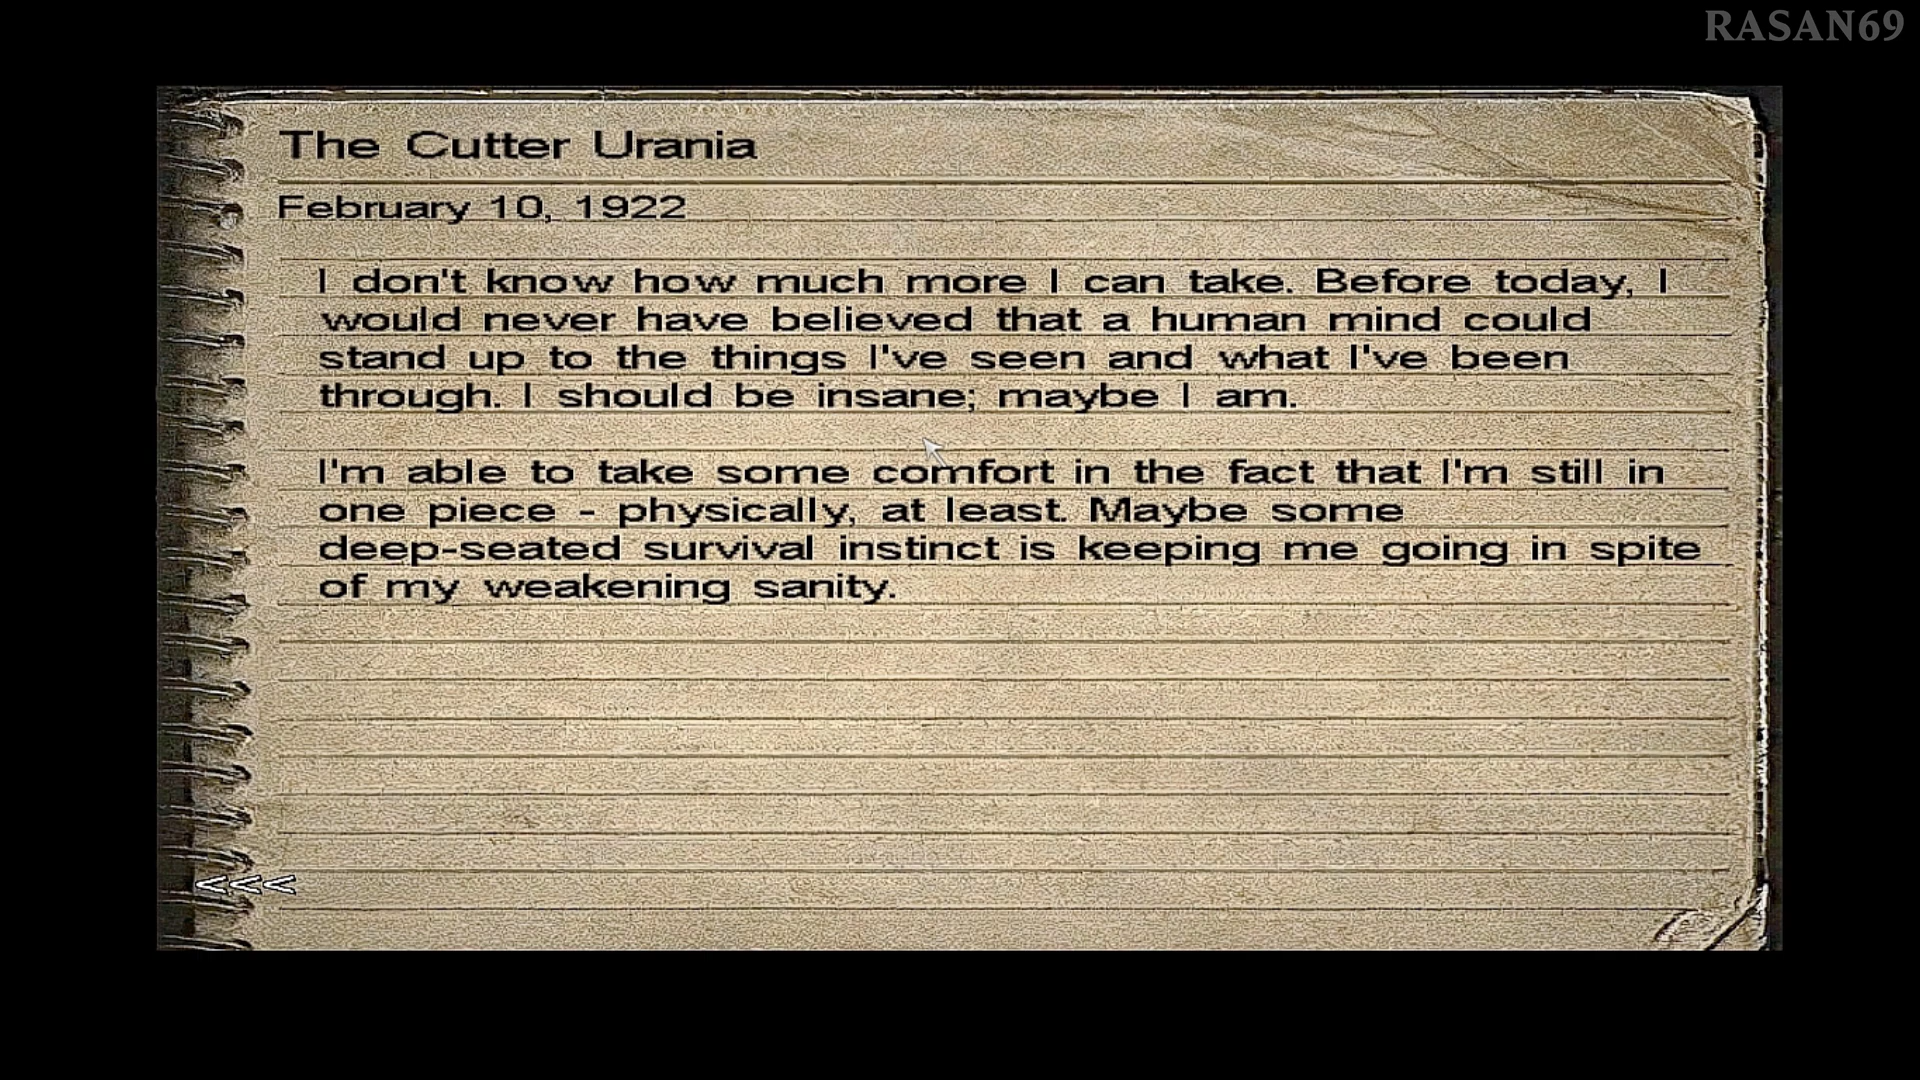 RASAN69
The Cutter Urania
February 10, 1922
I don't know how much more I can take. Before today, I
would never have believed that a human mind could
stand up to the things I've seen and what I've been
through. I should be insane; maybe I am.
I'm able to take some comfort in the fact that I'm still in
one piece - physically, at least. Maybe some
deep-seated survival instinct is keeping me going in spite
of my weakening sanity.
<<<